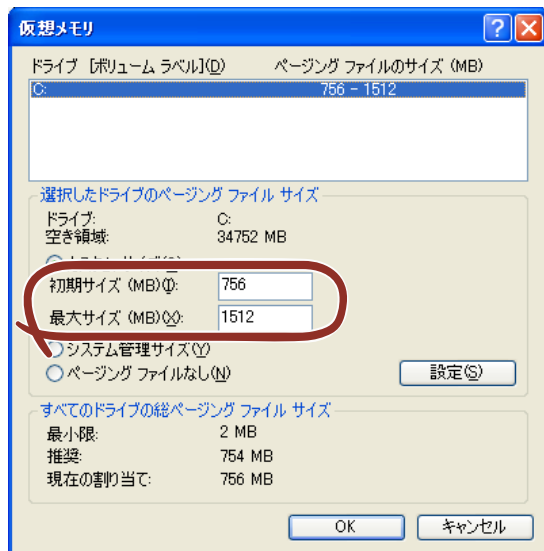 仮想メモリ
ドライブ [ボリューム ラベル](D) ページング ファイルのサイズ (MB)
C: 756 - 1512
選択したドライブのページング ファイル サイズ
ドライブ: C:
空き領域: 34752 MB
初期サイズ (MB)(I): 756
最大サイズ (MB)(X): 1512
システム管理サイズ(Y)
ページング ファイルなし(N) 設定(S)
すべてのドライブの総ページング ファイル サイズ
最小限: 2 MB
推奨: 754 MB
現在の割り当て: 756 MB
OK キャンセル